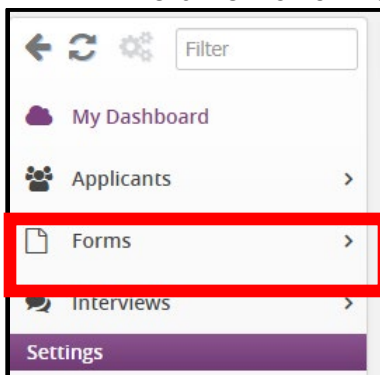 Filter
My Dashboard
Applicants
Forms
Interviews
Settings